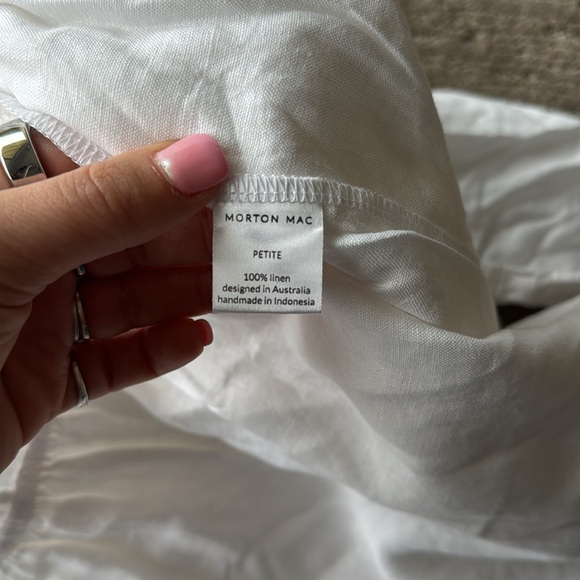 MORTON MAC
PETITE
100% linen
designed in Australia
handmade in Indonesia